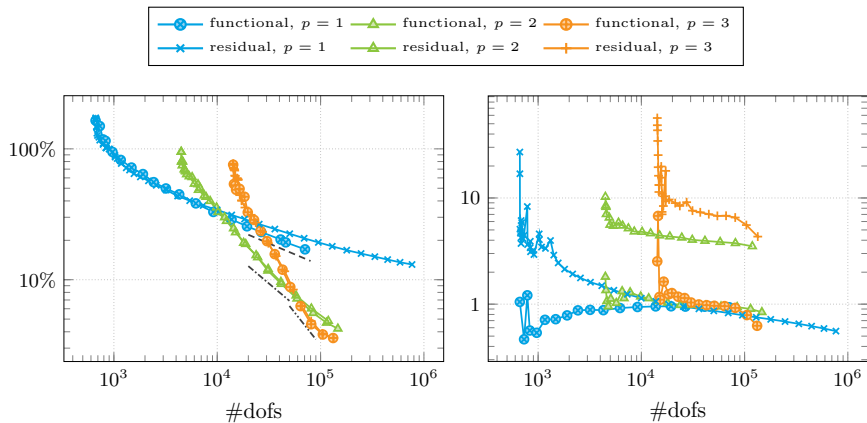 functional, p = 1 functional, p = 2 functional, p = 3
residual, p = 1 residual, p = 2 residual, p = 3
100%
10%
10³ 10⁴ 10⁵ 10⁶
#dofs
10
1
10³ 10⁴ 10⁵ 10⁶
#dofs